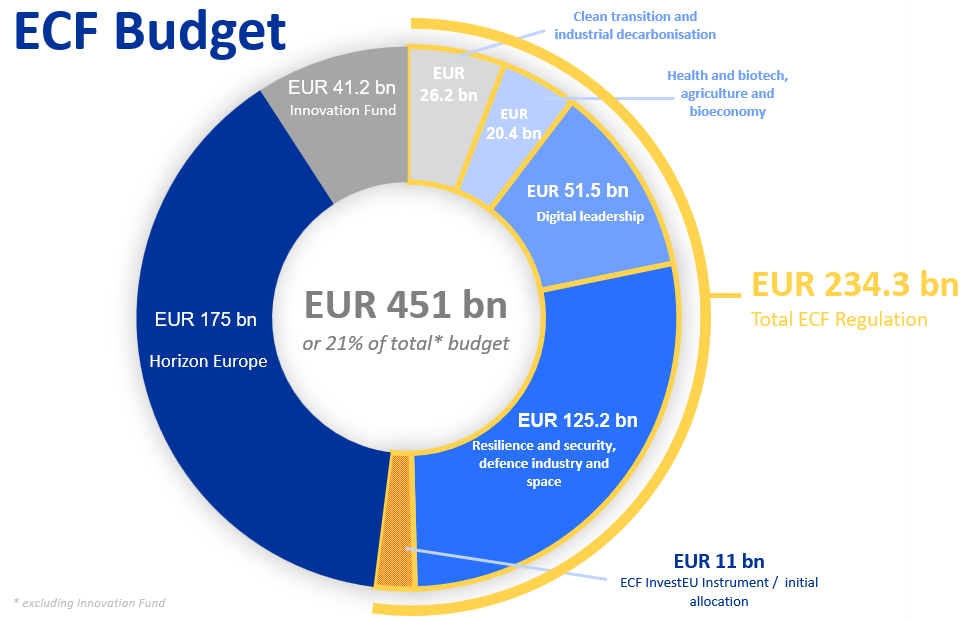 ECF Budget
Clean transition and
industrial decarbonisation
Health and biotech,
agriculture and
bioeconomy
EUR 41.2 bn
Innovation Fund
EUR
26.2 bn
EUR
20.4 bn
EUR 51.5 bn
Digital leadership
EUR 451 bn
or 21% of total* budget
EUR 234.3 bn
Total ECF Regulation
EUR 175 bn
Horizon Europe
EUR 125.2 bn
Resilience and security,
defence industry and
space
EUR 11 bn
ECF InvestEU Instrument / initial
allocation
* excluding Innovation Fund